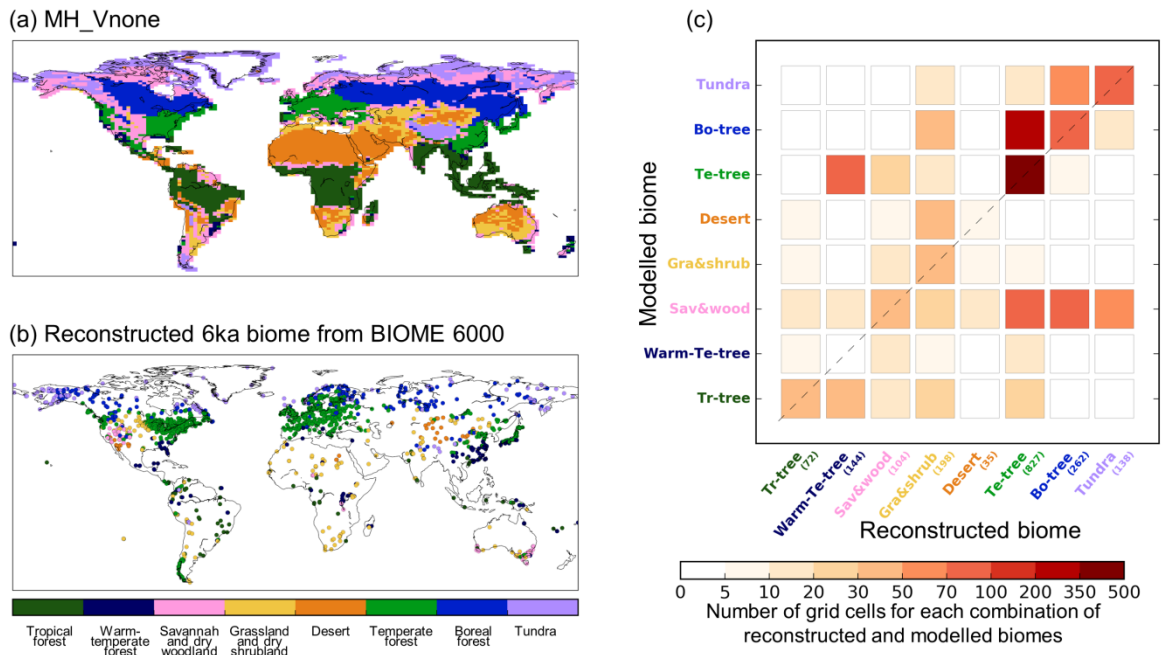 (a) MH_Vnone
(b) Reconstructed 6ka biome from BIOME 6000
Tropical forest
Warm-temperate forest
Savannah and dry woodland
Grassland and dry shrubland
Desert
Temperate forest
Boreal forest
Tundra
(c)
Modelled biome
Tundra
Bo-tree
Te-tree
Desert
Gra&shrub
Sav&wood
Warm-Te-tree
Tr-tree
Tr-tree (72)
Warm-Te-tree (144)
Sav&wood (104)
Gra&shrub (198)
Desert (35)
Te-tree (827)
Bo-tree (262)
Tundra (138)
Reconstructed biome
0 5 10 20 30 50 70 100 200 350 500
Number of grid cells for each combination of
reconstructed and modelled biomes